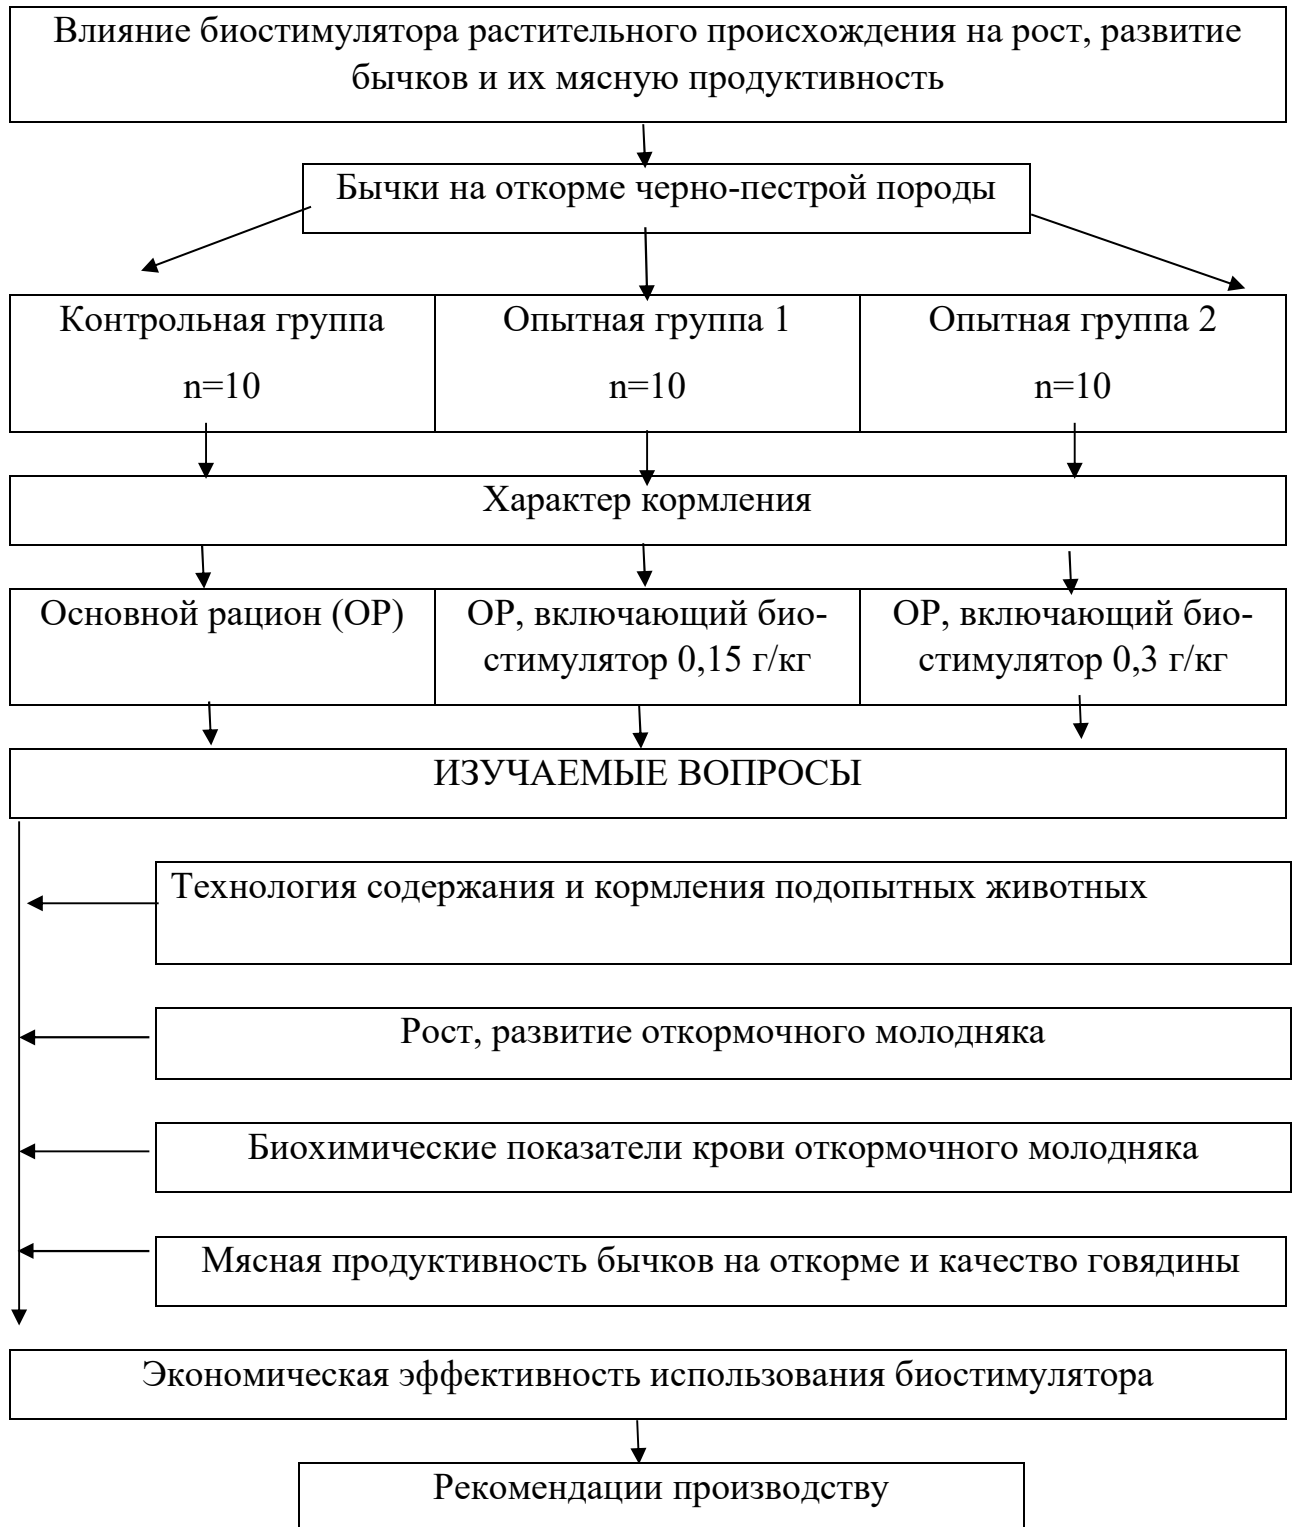 Влияние биостимулятора растительного происхождения на рост, развитие
бычков и их мясную продуктивность
Бычки на откорме черно-пестрой породы
Контрольная группа
n=10
Опытная группа 1
n=10
Опытная группа 2
n=10
Характер кормления
Основной рацион (ОР)
ОР, включающий био-
стимулятор 0,15 г/кг
ОР, включающий био-
стимулятор 0,3 г/кг
ИЗУЧАЕМЫЕ ВОПРОСЫ
Технология содержания и кормления подопытных животных
Рост, развитие откормочного молодняка
Биохимические показатели крови откормочного молодняка
Мясная продуктивность бычков на откорме и качество говядины
Экономическая эффективность использования биостимулятора
Рекомендации производству